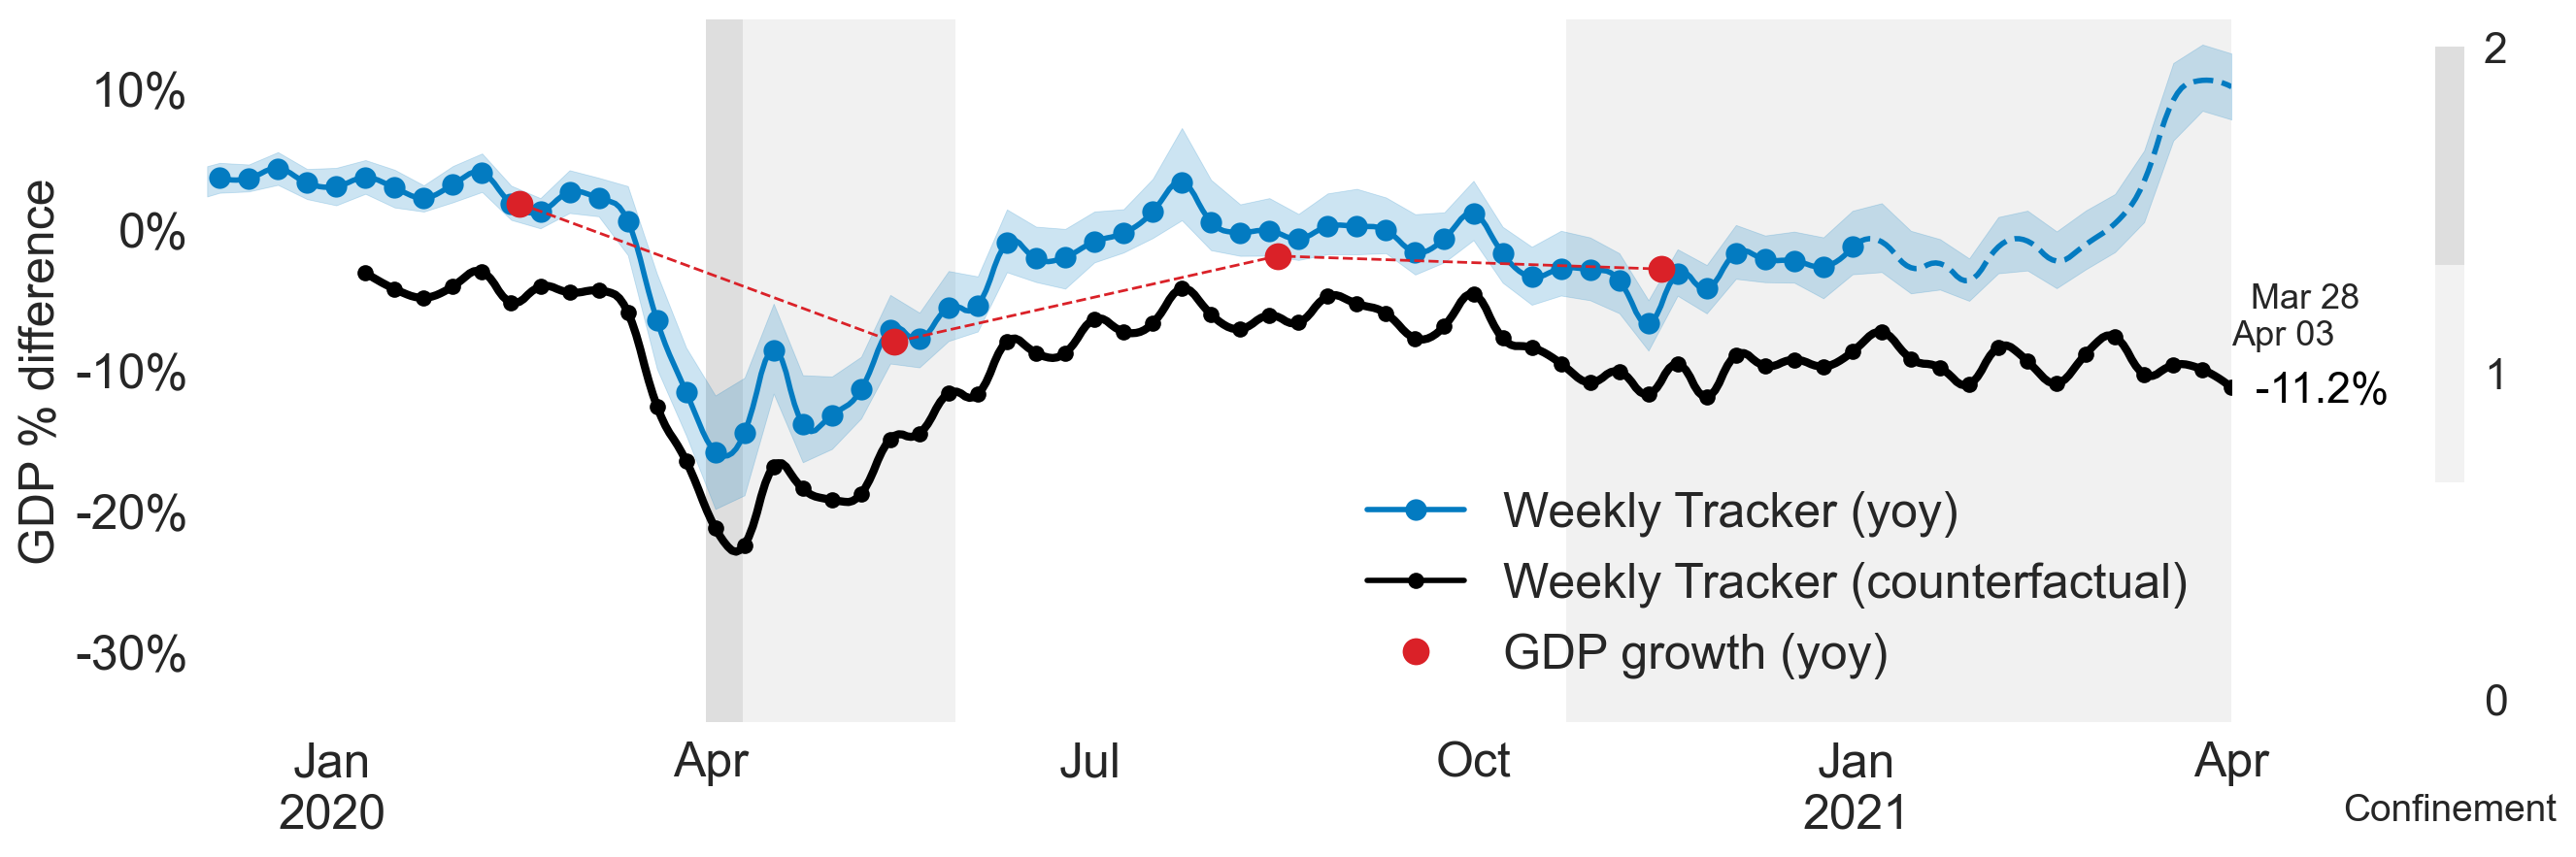 GDP % difference
10%
0%
-10%
-20%
-30%
Jan
2020
Apr
Jul
Oct
Jan
2021
Apr
Weekly Tracker (yoy)
Weekly Tracker (counterfactual)
GDP growth (yoy)
Mar 28
Apr 03
-11.2%
2
1
0
Confinement